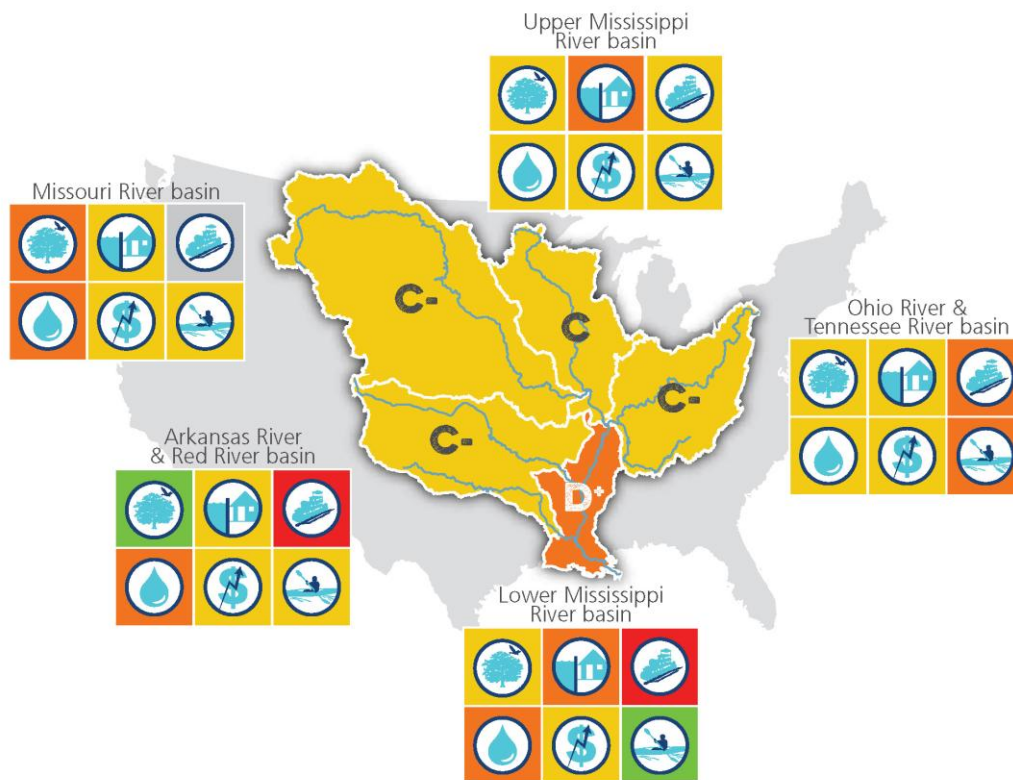 Upper Mississippi
River basin
Missouri River basin
C-
C
Ohio River &
Tennessee River basin
C-
C-
Arkansas River
& Red River basin
D+
Lower Mississippi
River basin
$
$
$
$
$